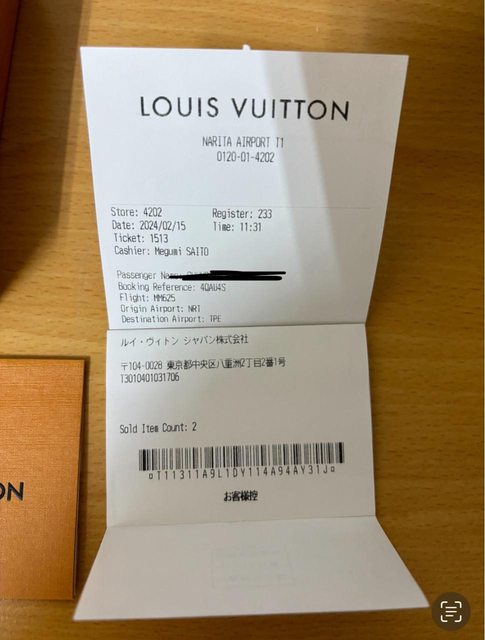 LOUIS VUITTON
NARITA AIRPORT T1
0120-01-4202
Store: 4202 Register: 233
Date: 2024/02/15 Time: 11:31
Ticket: 1513
Cashier: Megumi SAITO
Passenger Name:
Booking Reference: 4QAU4S
Flight: MM625
Origin Airport: NRT
Destination Airport: TPE
ルイ・ヴィトン ジャパン株式会社
〒104-0028 東京都中央区八重洲2丁目2番1号
T3010401031706
Sold Item Count: 2
¤T11311A9L1DY114A94AY31J¤
お客様控
ON